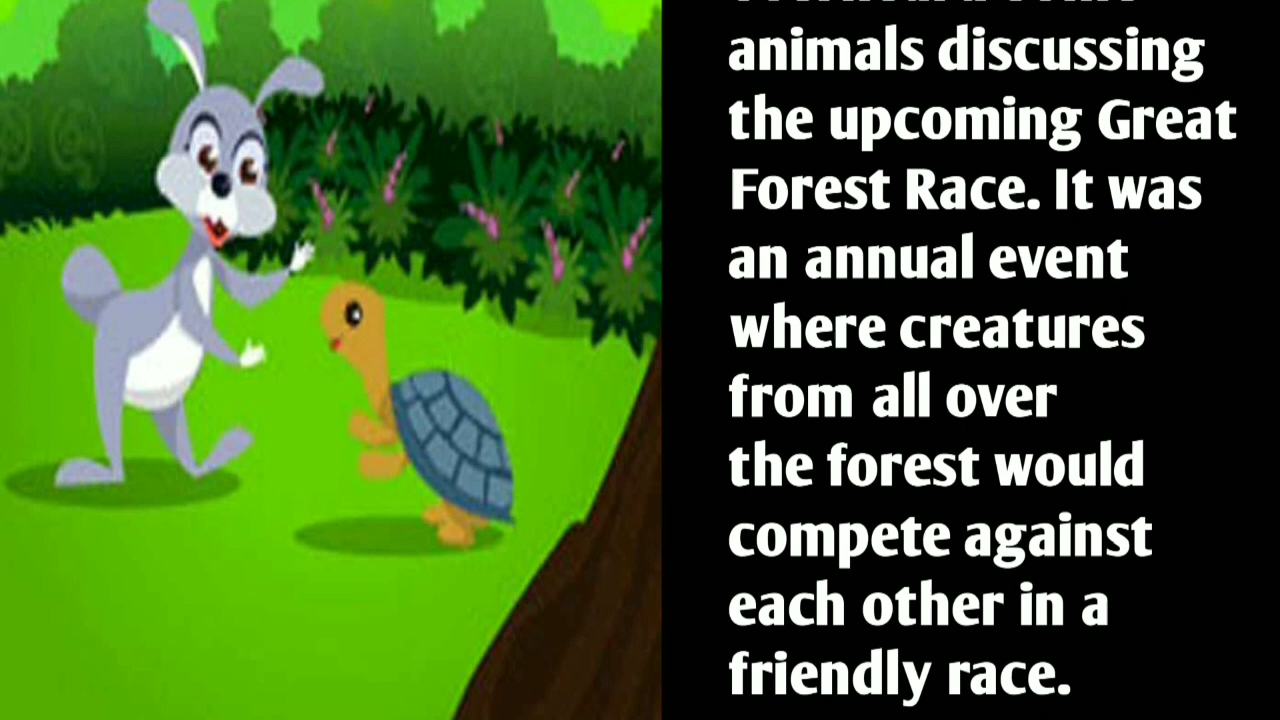 animals discussing
the upcoming Great
Forest Race. It was
an annual event
where creatures
from all over
the forest would
compete against
each other in a
friendly race.